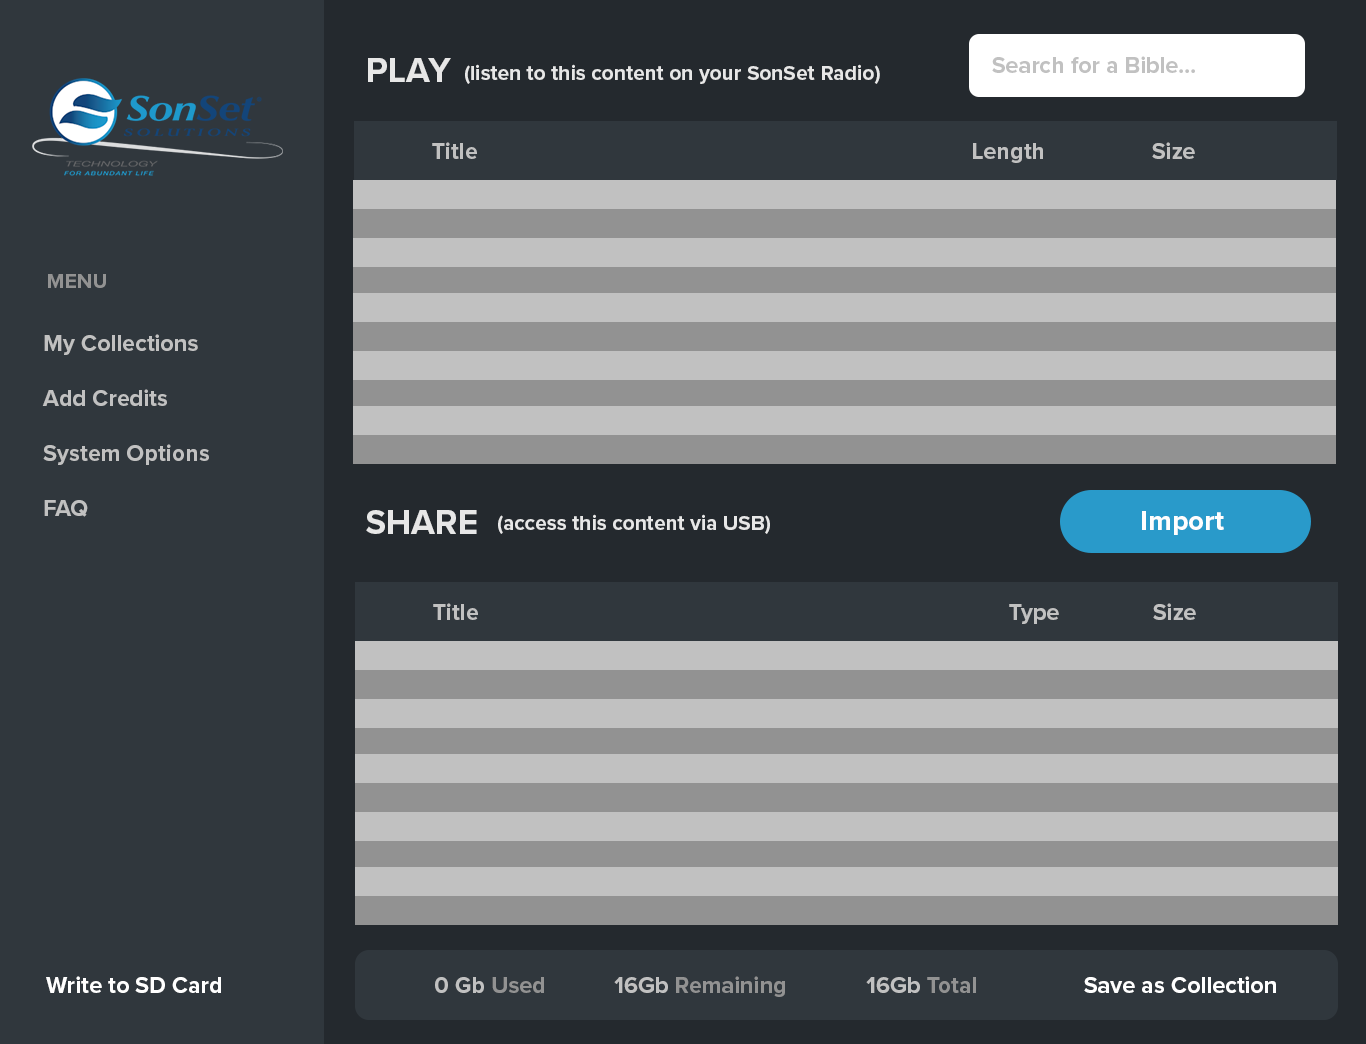 SonSet
SOLUTIONS
TECHNOLOGY
FOR ABUNDANT LIFE
MENU
My Collections
Add Credits
System Options
FAQ
Write to SD Card
PLAY (listen to this content on your SonSet Radio)
Search for a Bible...
Title Length Size
SHARE (access this content via USB)
Import
Title Type Size
0 Gb Used 16Gb Remaining 16Gb Total Save as Collection